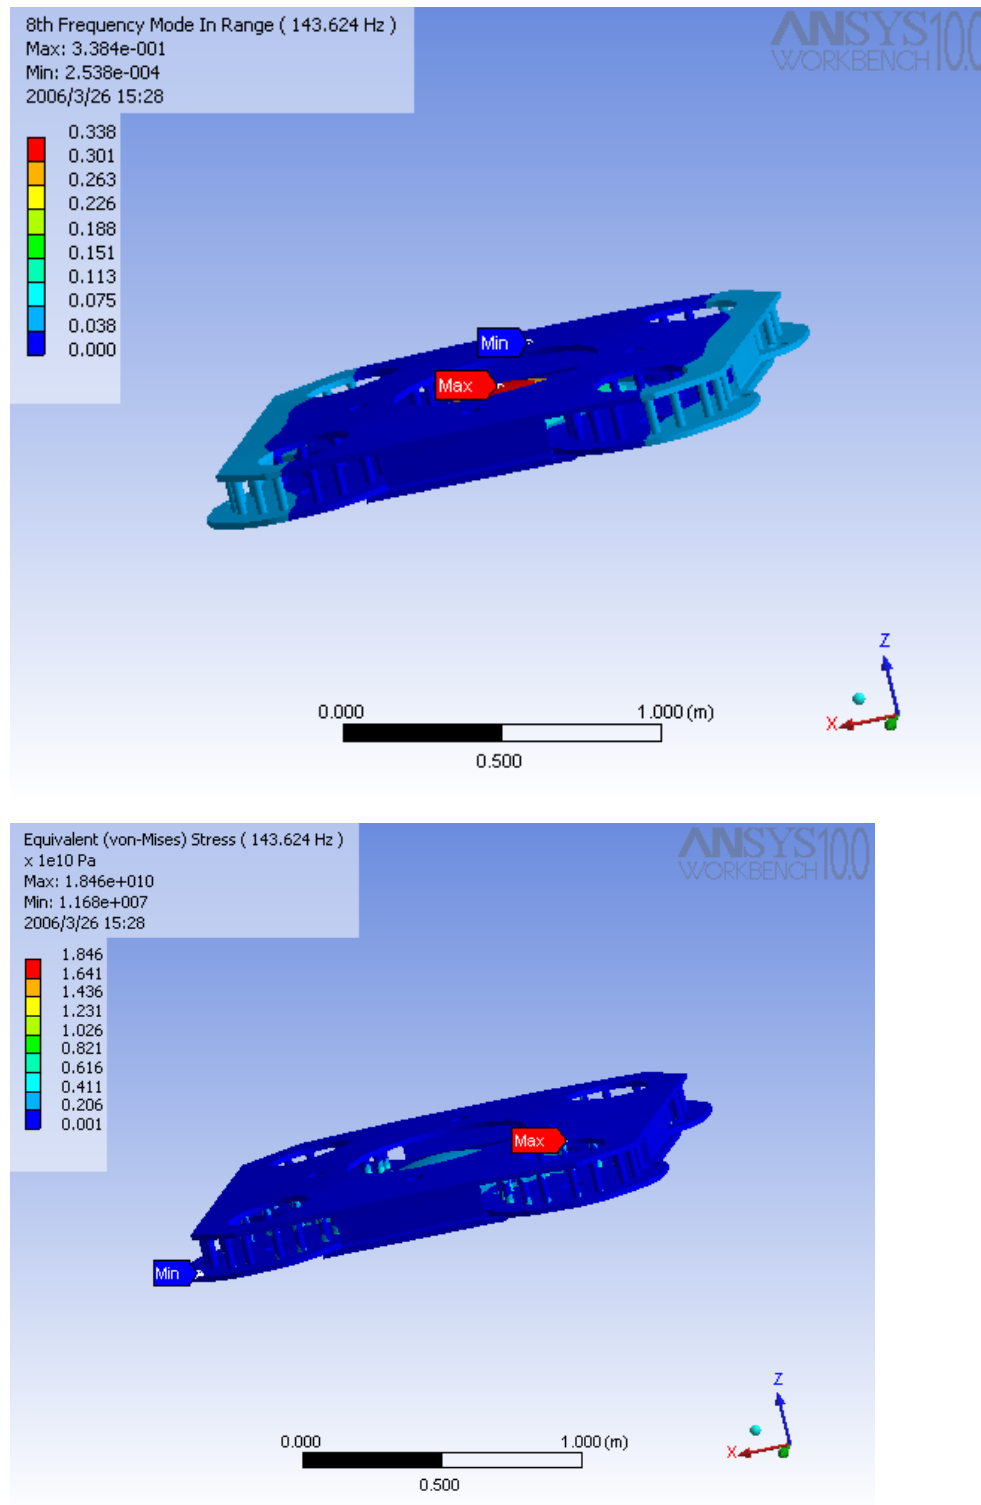 8th Frequency Mode In Range ( 143.624 Hz )
Max: 3.384e-001
Min: 2.538e-004
2006/3/26 15:28
ANSYS 10.0
WORKBENCH
0.338
0.301
0.263
0.226
0.188
0.151
0.113
0.075
0.038
0.000
Min
Max
Z
X
0.000
1.000 (m)
0.500
Equivalent (von-Mises) Stress ( 143.624 Hz )
x 1e10 Pa
Max: 1.846e+010
Min: 1.168e+007
2006/3/26 15:28
ANSYS 10.0
WORKBENCH
1.846
1.641
1.436
1.231
1.026
0.821
0.616
0.411
0.206
0.001
Max
Min
Z
X
0.000
1.000 (m)
0.500